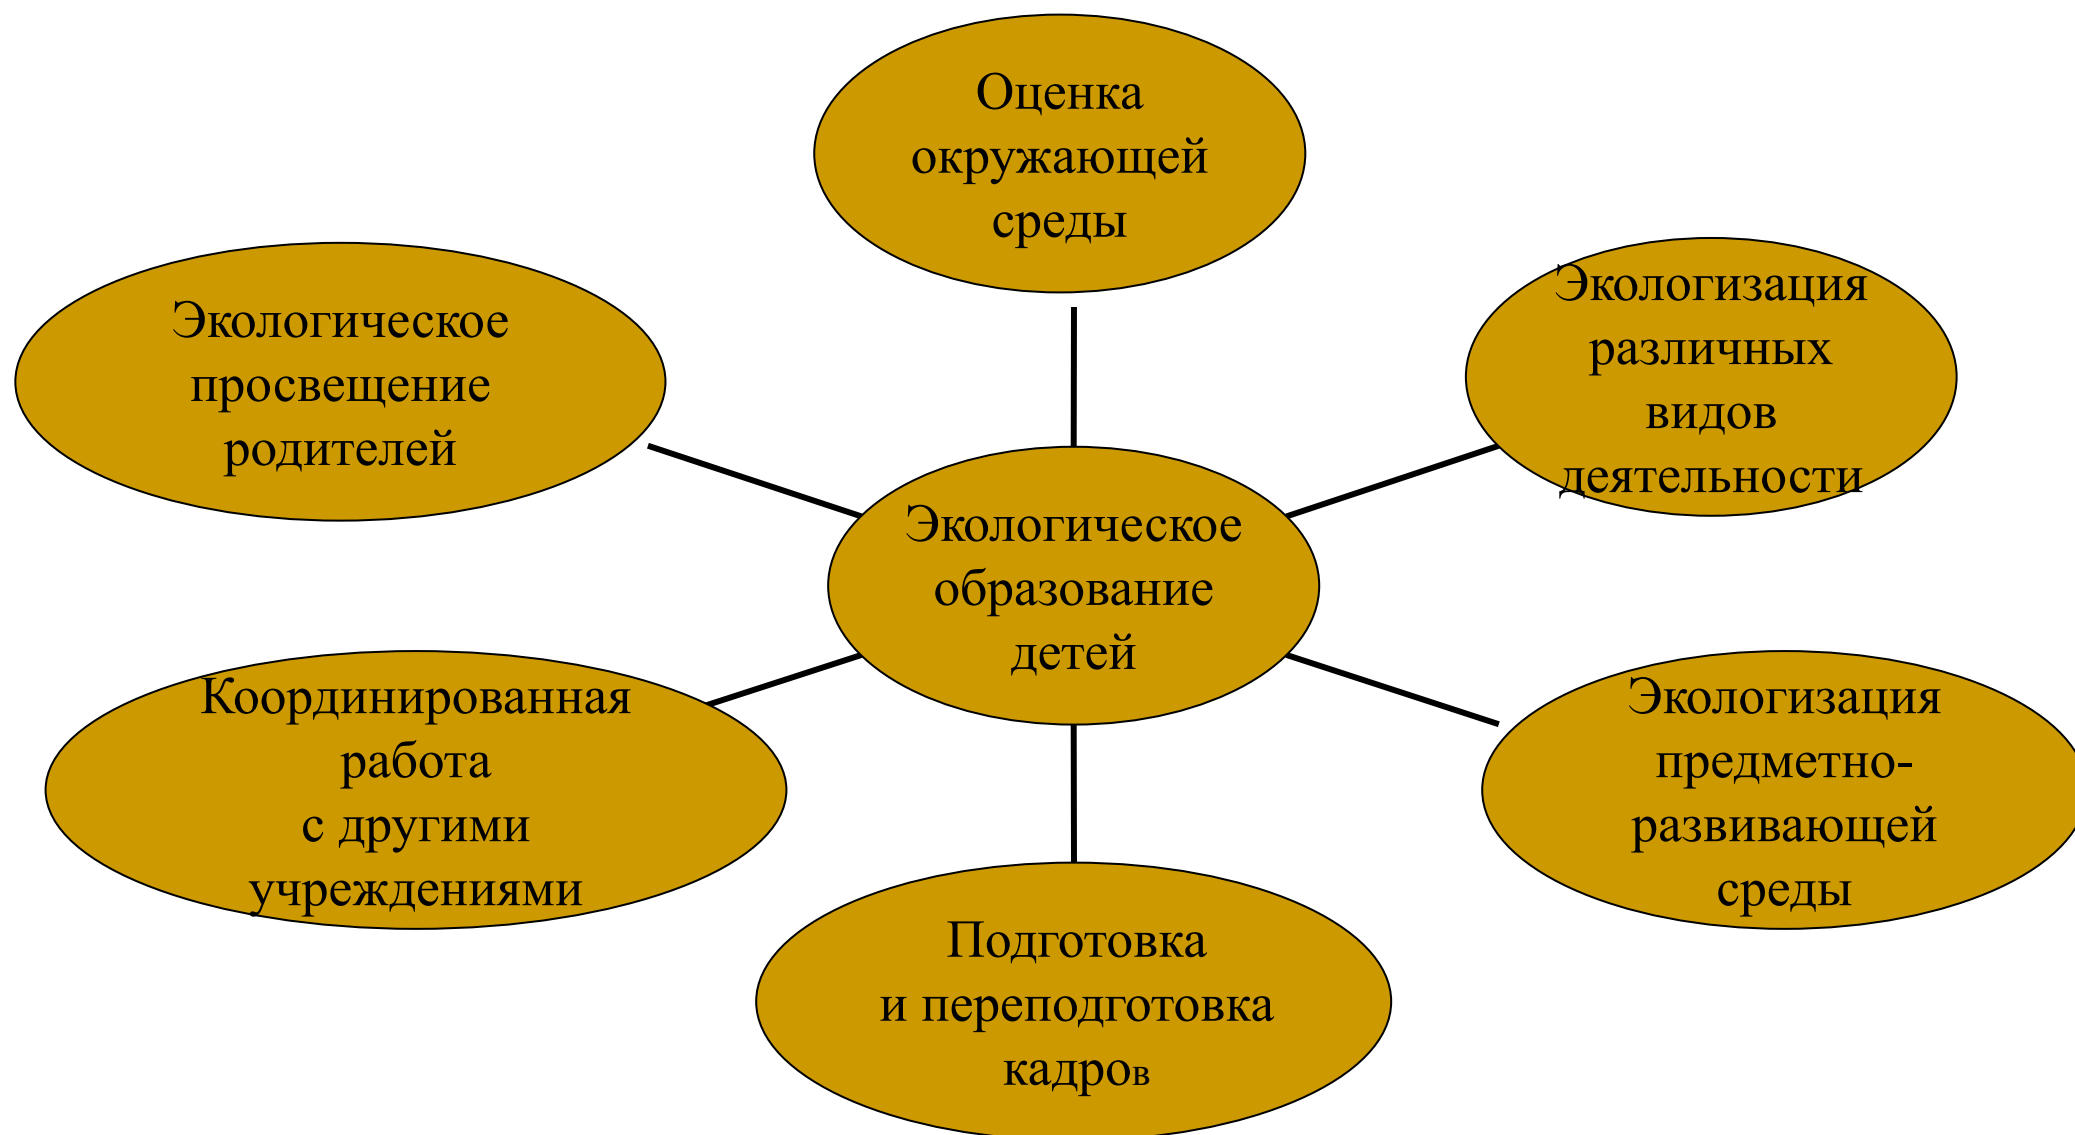 Оценка
окружающей
среды
Экологическое
просвещение
родителей
Экологизация
различных
видов
деятельности
Экологическое
образование
детей
Координированная
работа
с другими
учреждениями
Экологизация
предметно-
развивающей
среды
Подготовка
и переподготовка
кадров